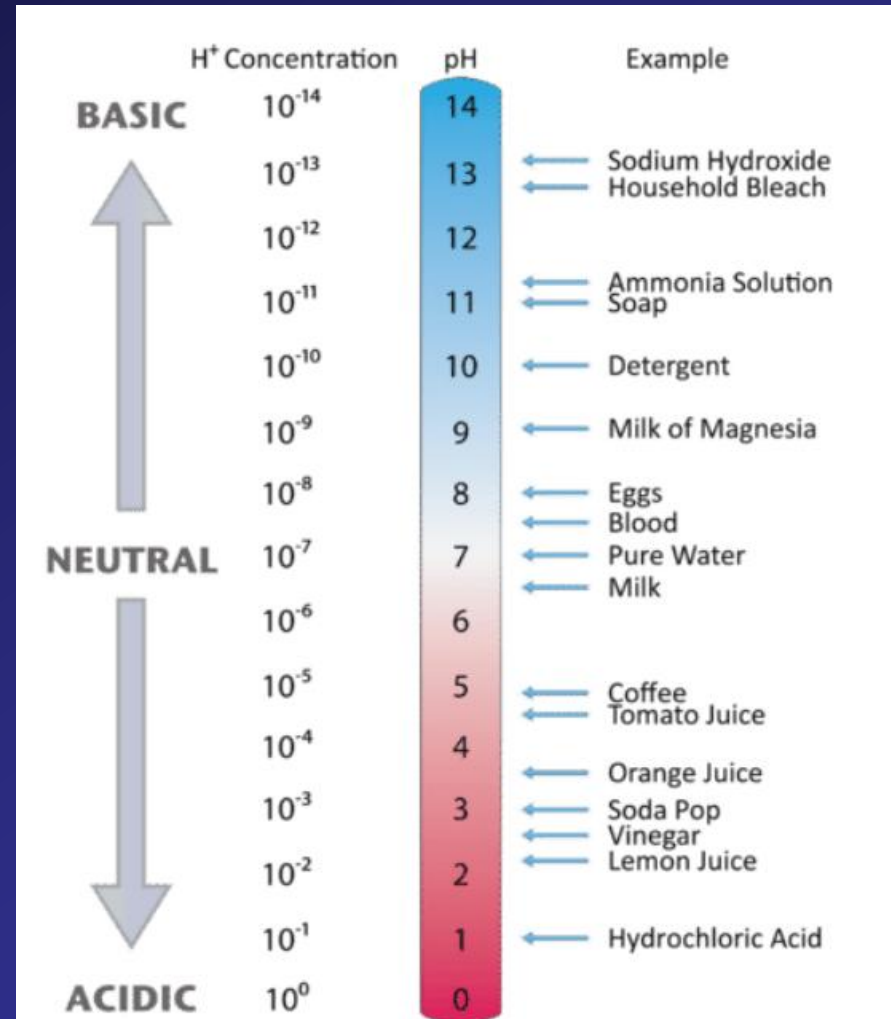 H⁺ Concentration pH Example
BASIC 10⁻¹⁴ 14
Sodium Hydroxide
10⁻¹³ 13
Household Bleach
10⁻¹² 12
Ammonia Solution
10⁻¹¹ 11 Soap
10⁻¹⁰ 10 Detergent
10⁻⁹ 9 Milk of Magnesia
10⁻⁸ 8 Eggs
Blood
NEUTRAL 10⁻⁷ 7 Pure Water
Milk
10⁻⁶ 6
10⁻⁵ 5 Coffee
Tomato Juice
10⁻⁴ 4
Orange Juice
10⁻³ 3 Soda Pop
Vinegar
Lemon Juice
10⁻² 2
10⁻¹ 1 Hydrochloric Acid
ACIDIC 10⁰ 0